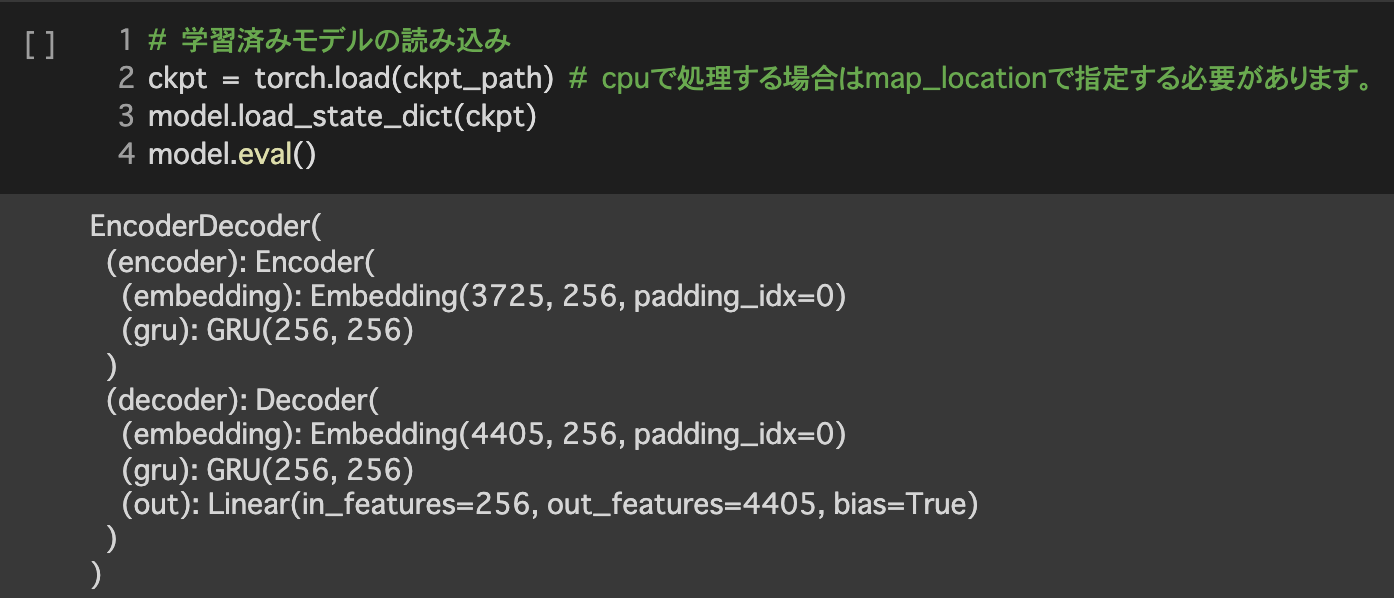 [ ]
1 # 学習済みモデルの読み込み
2 ckpt = torch.load(ckpt_path) # cpuで処理する場合はmap_locationで指定する必要があります。
3 model.load_state_dict(ckpt)
4 model.eval()
EncoderDecoder(
  (encoder): Encoder(
    (embedding): Embedding(3725, 256, padding_idx=0)
    (gru): GRU(256, 256)
  )
  (decoder): Decoder(
    (embedding): Embedding(4405, 256, padding_idx=0)
    (gru): GRU(256, 256)
    (out): Linear(in_features=256, out_features=4405, bias=True)
  )
)